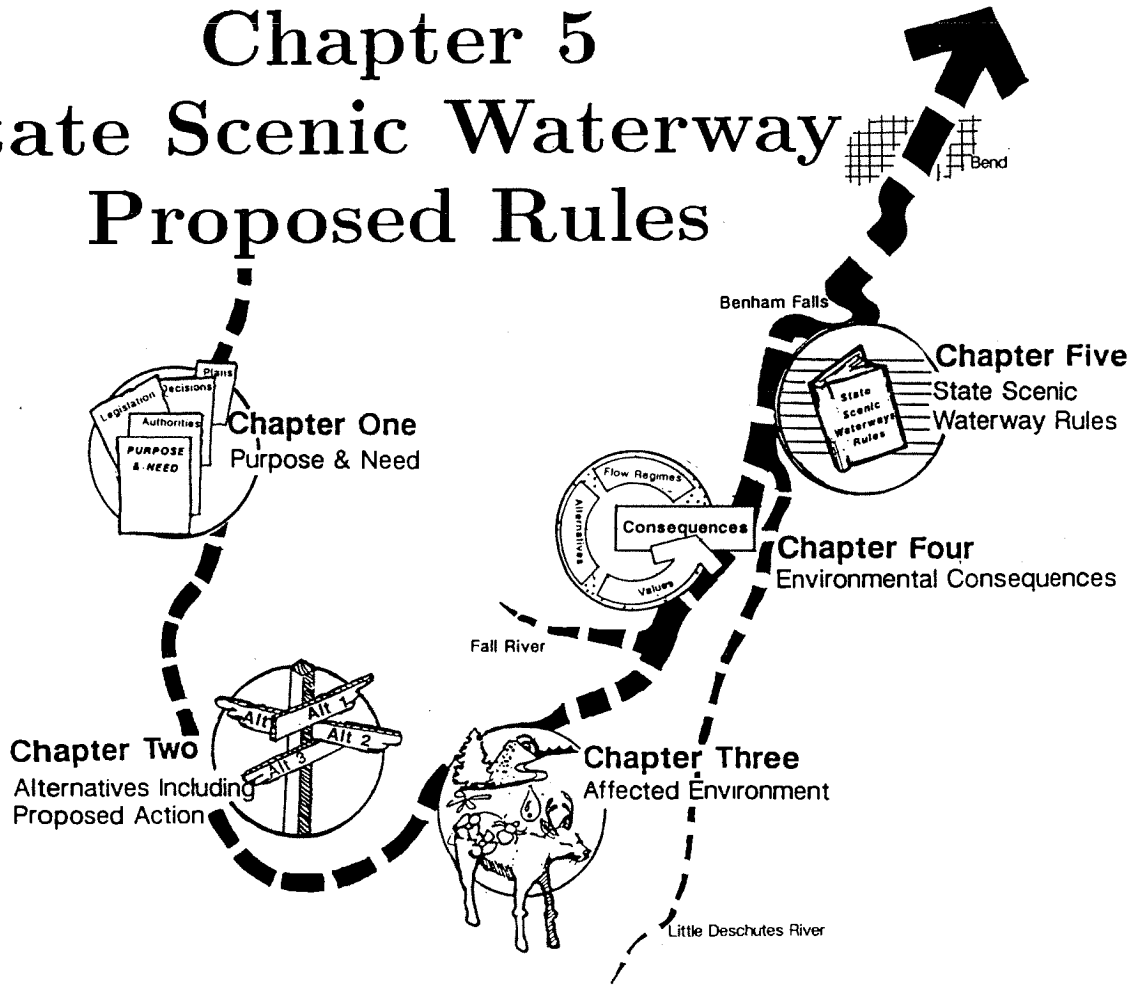 Chapter 5
tate Scenic Waterway
Proposed Rules
Bend
Benham Falls
Chapter Five
State Scenic
Waterway Rules
State
Scenic
Waterways
Rules
Plans
Decisions
Legislation
Authorities
PURPOSE
& NEED
Chapter One
Purpose & Need
Flow Regimes
Alternatives
Consequences
Values
Chapter Four
Environmental Consequences
Fall River
Alt
Alt 1
Alt 2
Alt 3
Chapter Two
Alternatives Including
Proposed Action
Chapter Three
Affected Environment
Little Deschutes River